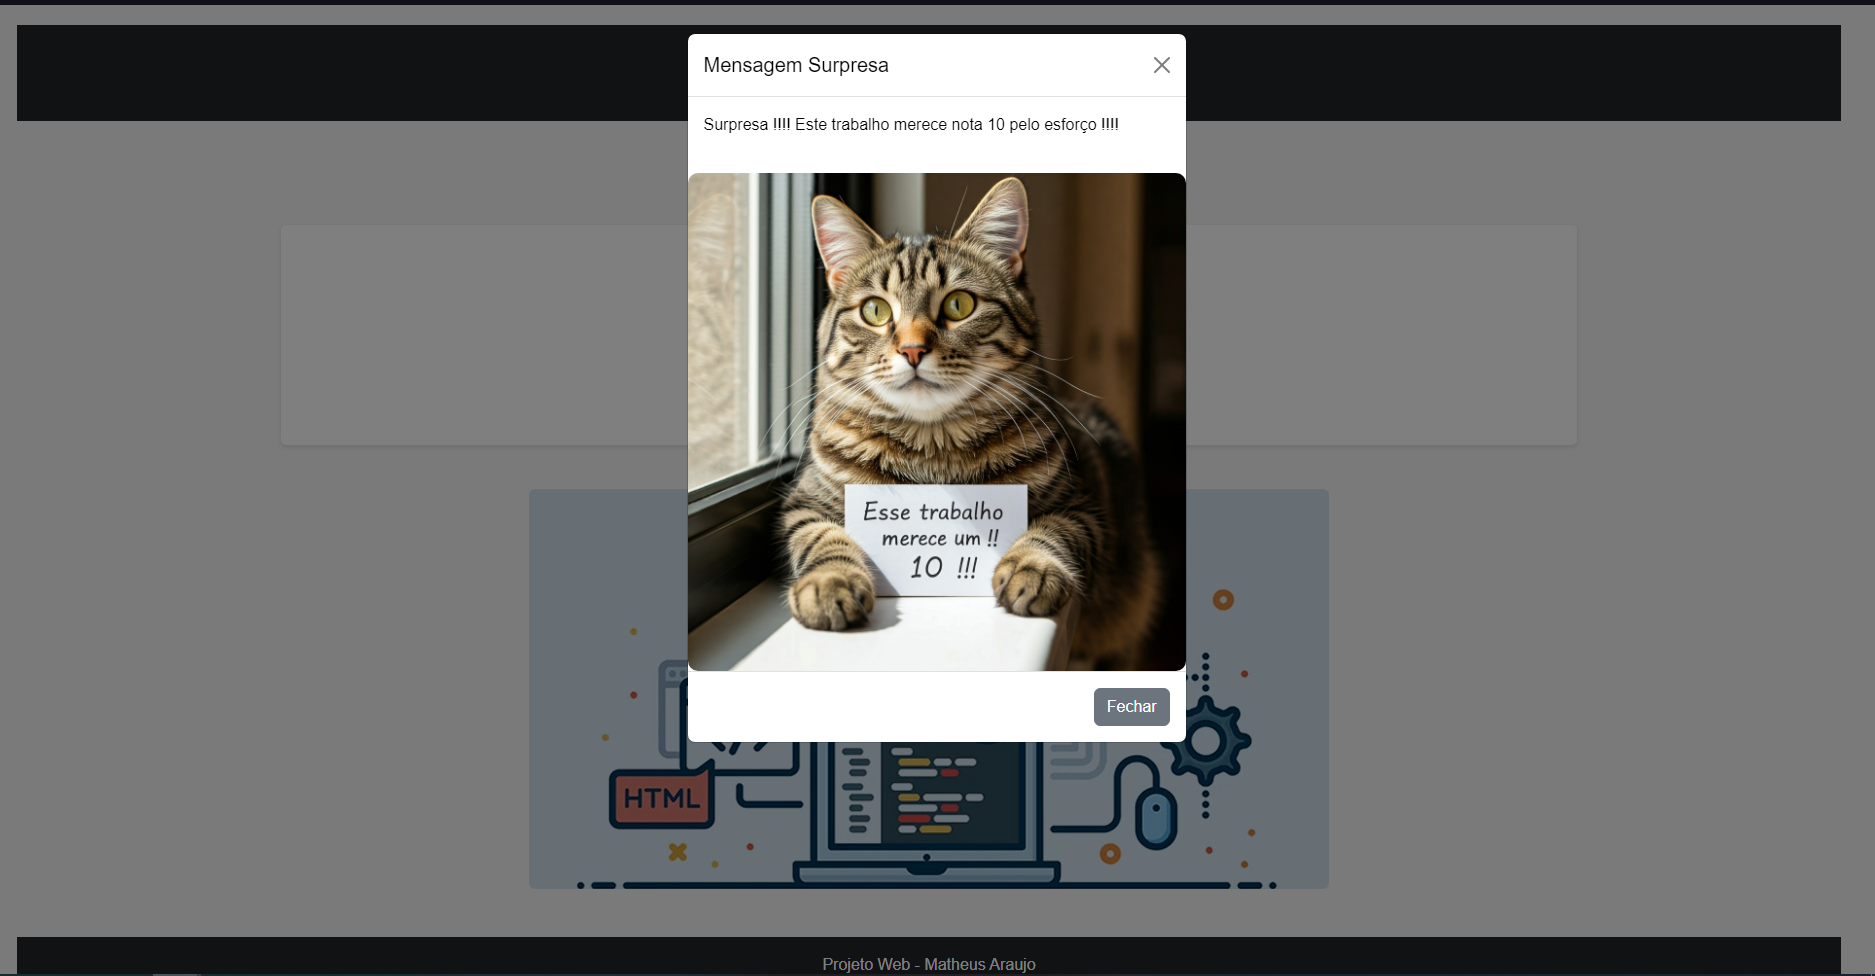 Mensagem Surpresa
Surpresa !!!! Este trabalho merece nota 10 pelo esforço !!!!
Esse trabalho
merece um !!
10 !!!
Fechar
HTML
Projeto Web - Matheus Araujo